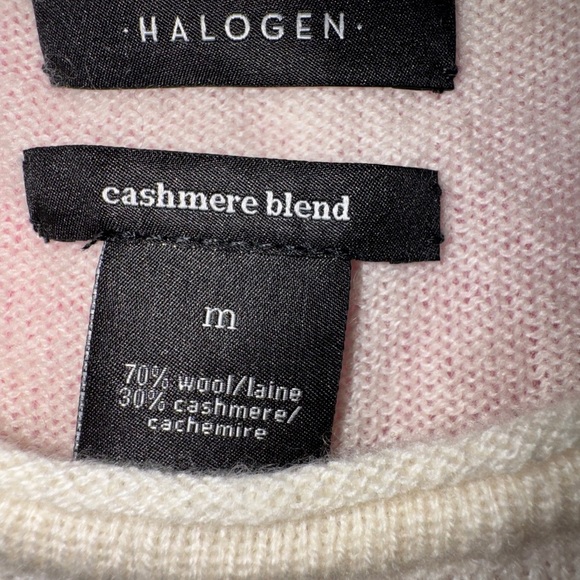 · HALOGEN ·
cashmere blend
m
70% wool/laine
30% cashmere/
cachemire